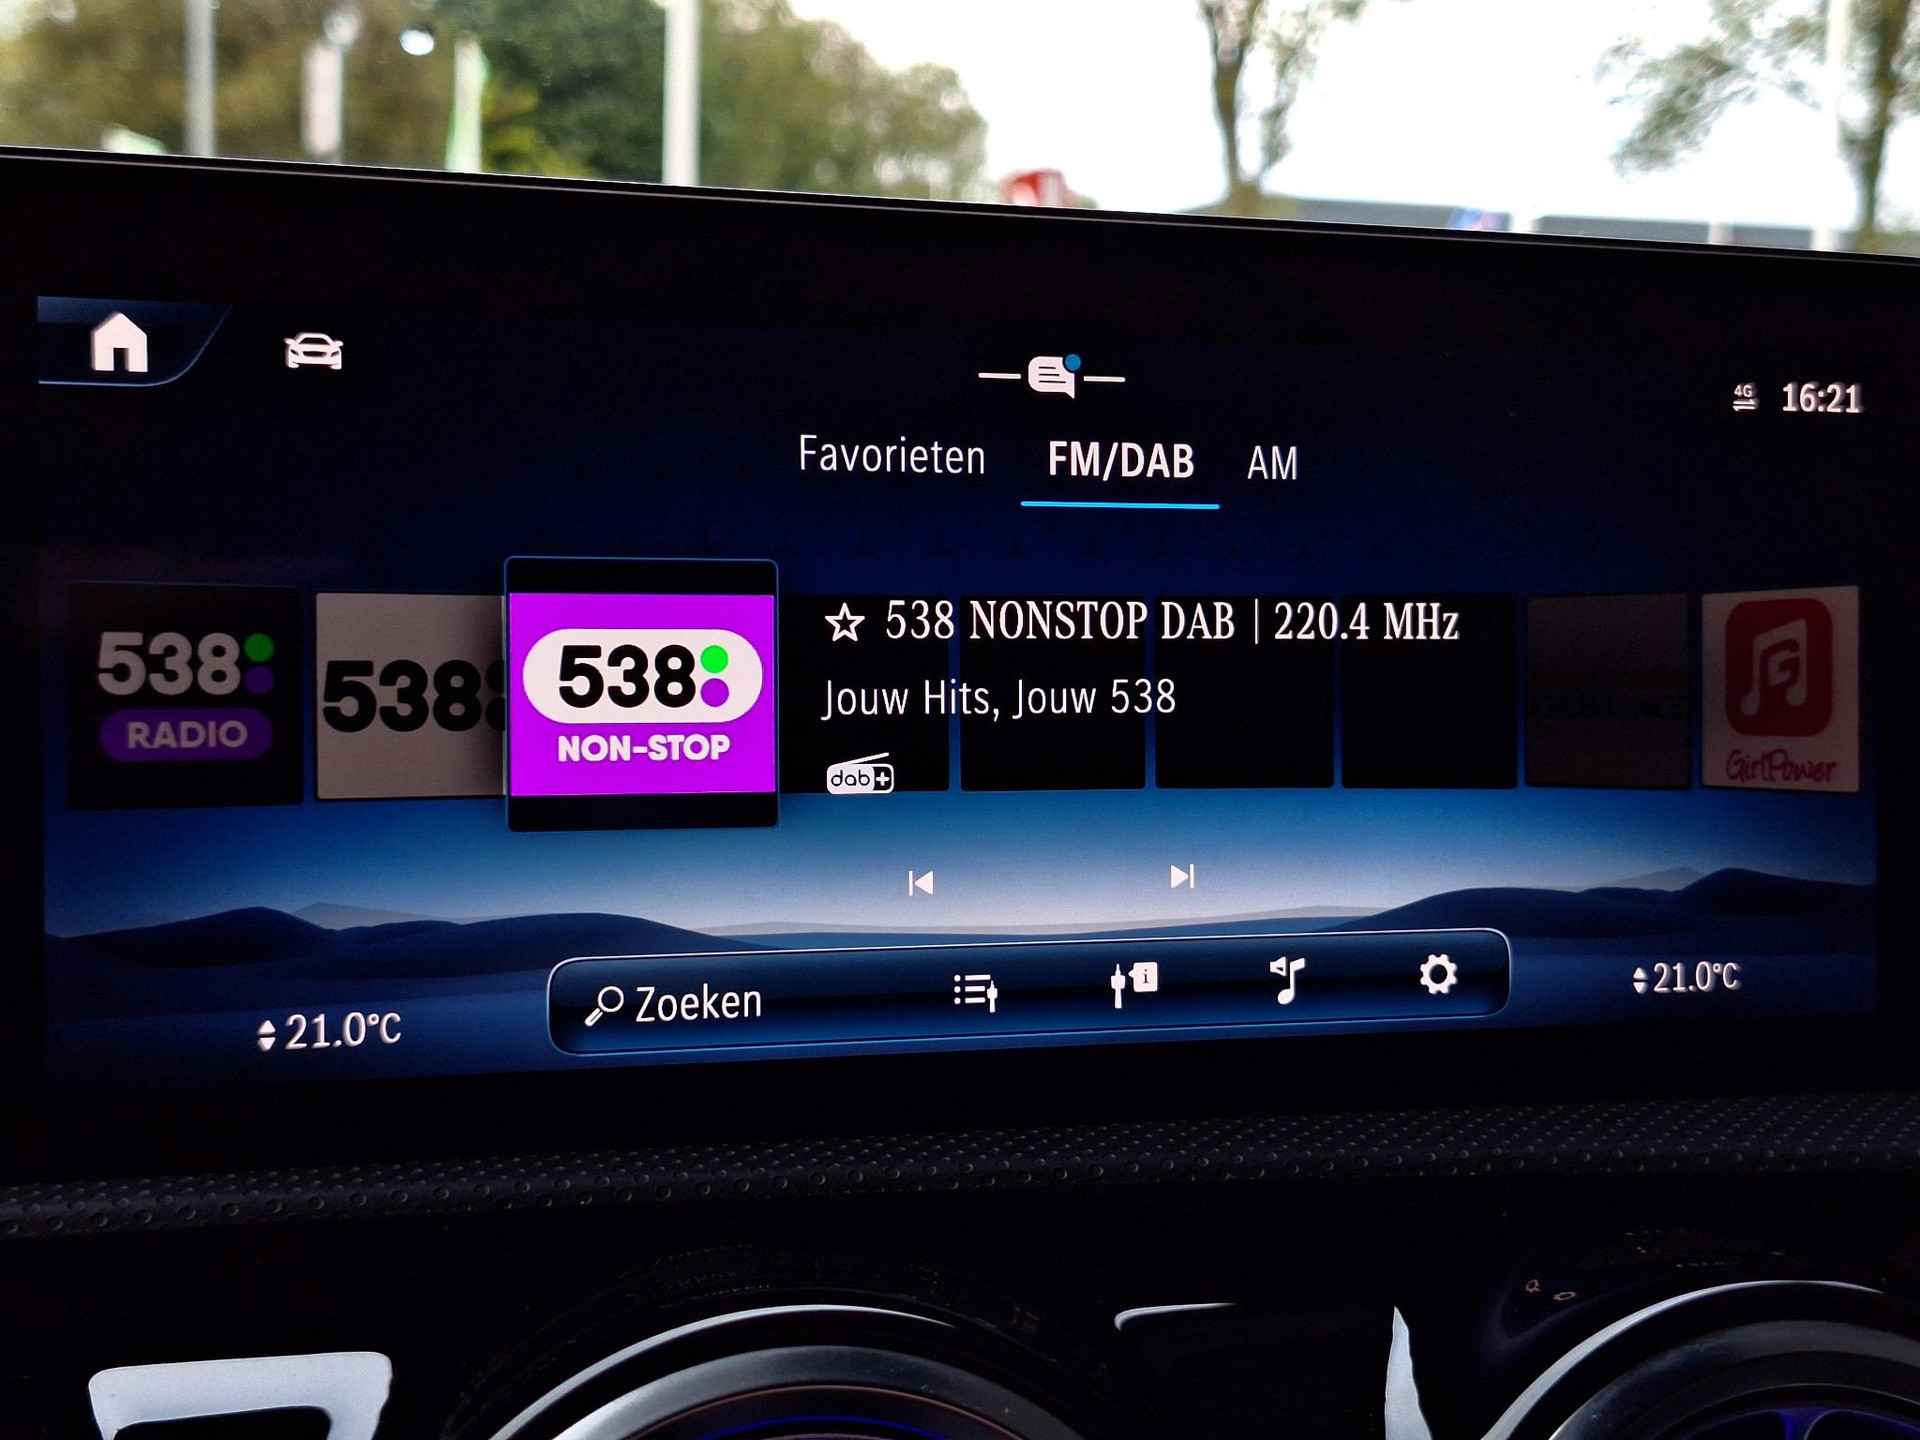 4G 16:21
Favorieten FM/DAB AM
538 RADIO
538
538 NON-STOP
538 NONSTOP DAB | 220.4 MHz
Jouw Hits, Jouw 538
dab+
GirlPower
Zoeken
21.0°C
21.0°C